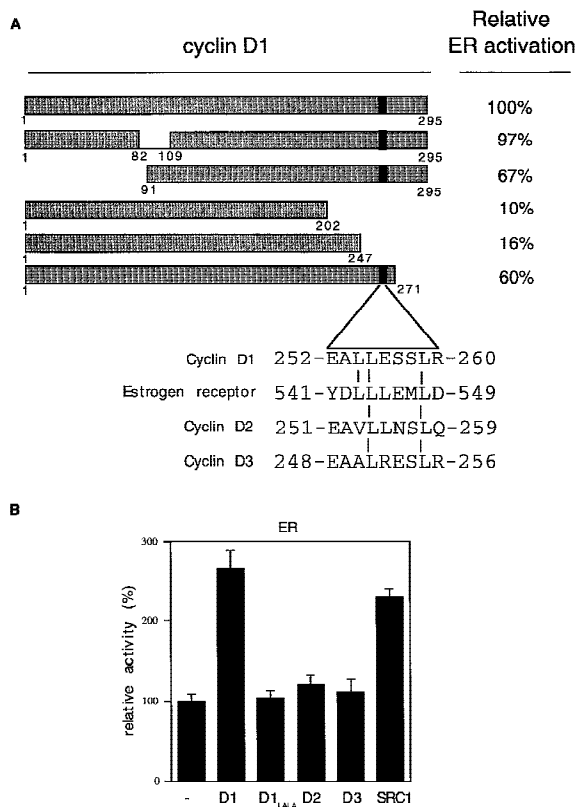 A
cyclin D1
Relative
ER activation
1 295 100%
1 82 109 295 97%
91 295 67%
1 202 10%
1 247 16%
1 271 60%
Cyclin D1 252-EALLESSLR-260
Estrogen receptor 541-YDLLLEMLD-549
Cyclin D2 251-EAVLLNSLQ-259
Cyclin D3 248-EAALRESLR-256
B
ER
relative activity (%)
300
200
100
0
- D1 D1LALA D2 D3 SRC1